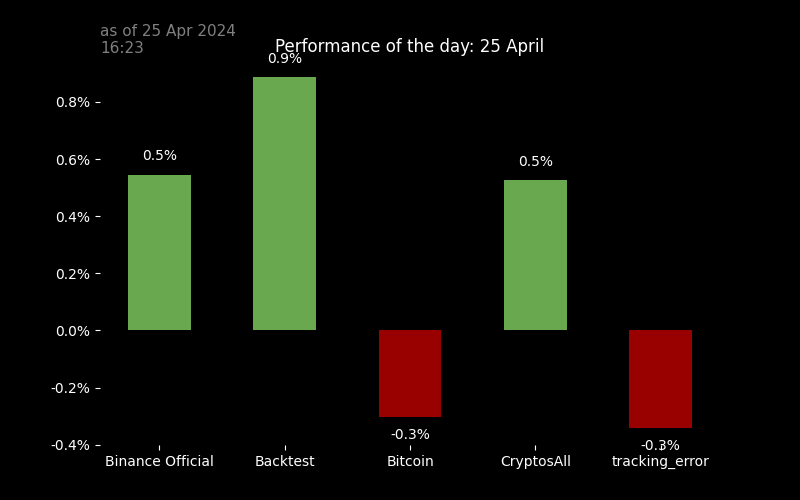 as of 25 Apr 2024
16:23
Performance of the day: 25 April
0.9%
0.8%
0.5%
0.5%
0.6%
0.4%
0.2%
0.0%
-0.2%
-0.3%
-0.3%
-0.4%
Binance Official
Backtest
Bitcoin
CryptosAll
tracking_error